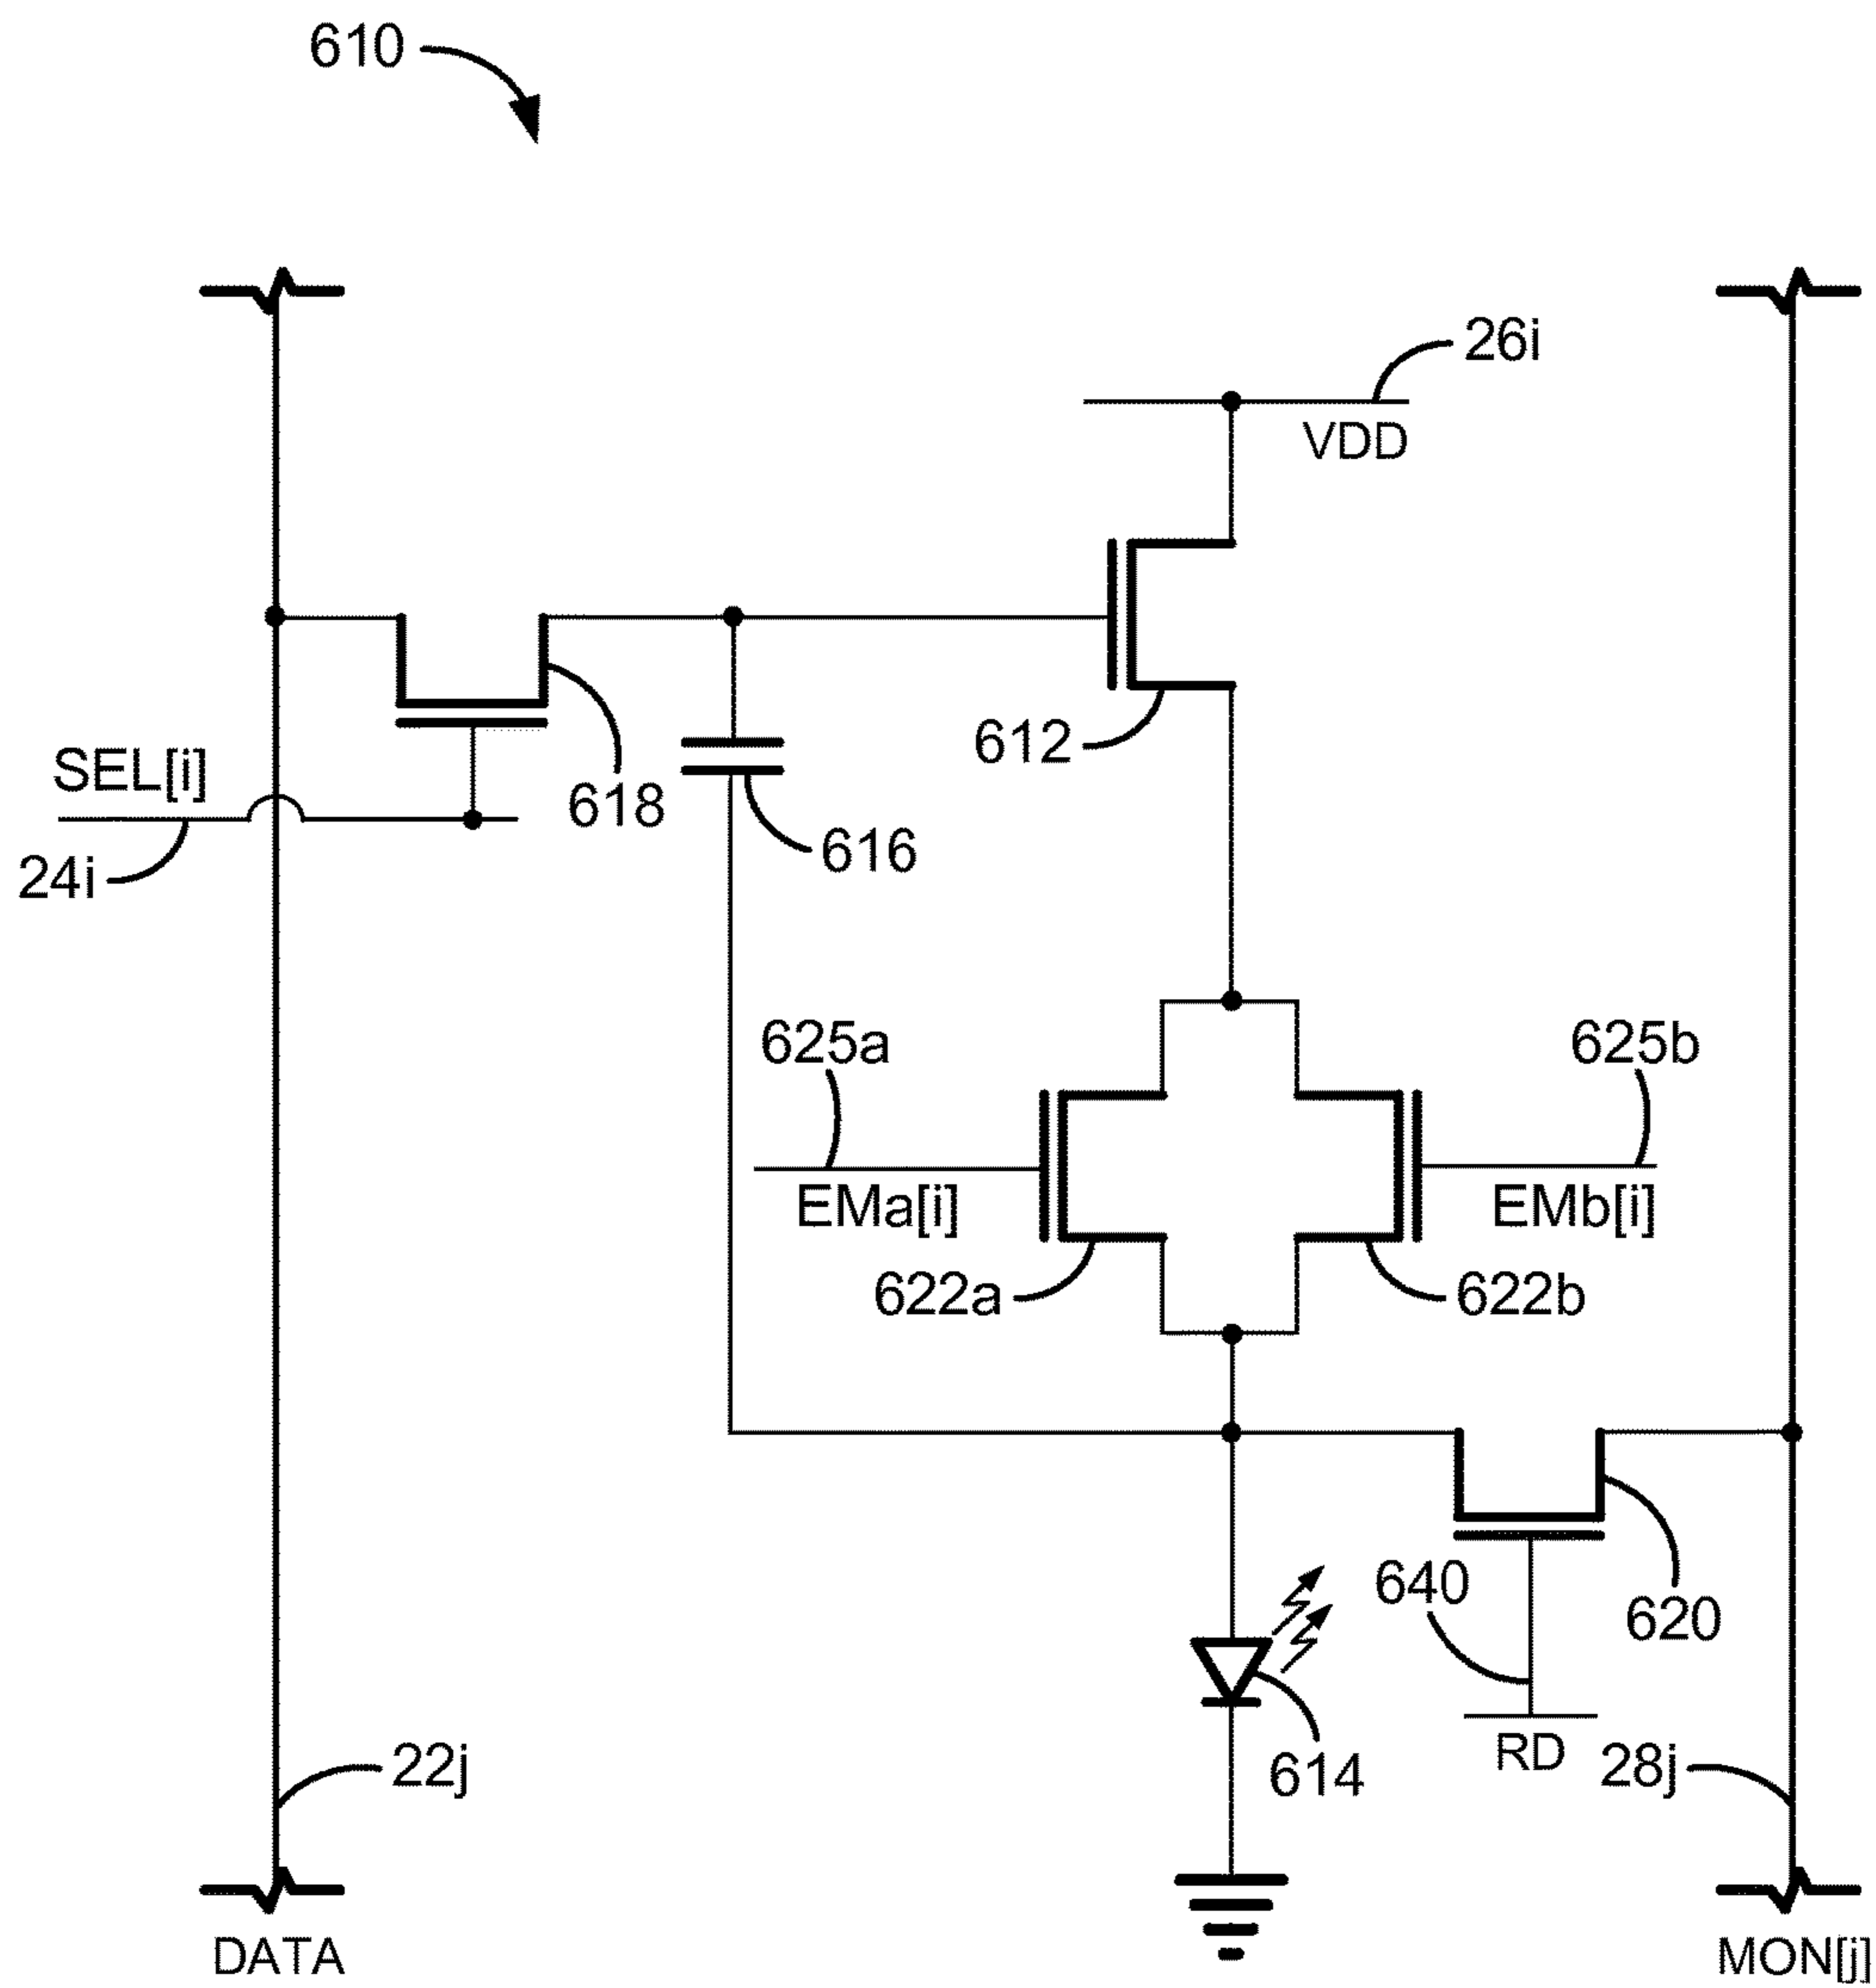 610
26i
VDD
612
SEL[i]
618
616
24i
625a
625b
EMa[i]
EMb[i]
622a
622b
640
620
RD
614
22j
28j
DATA
MON[j]